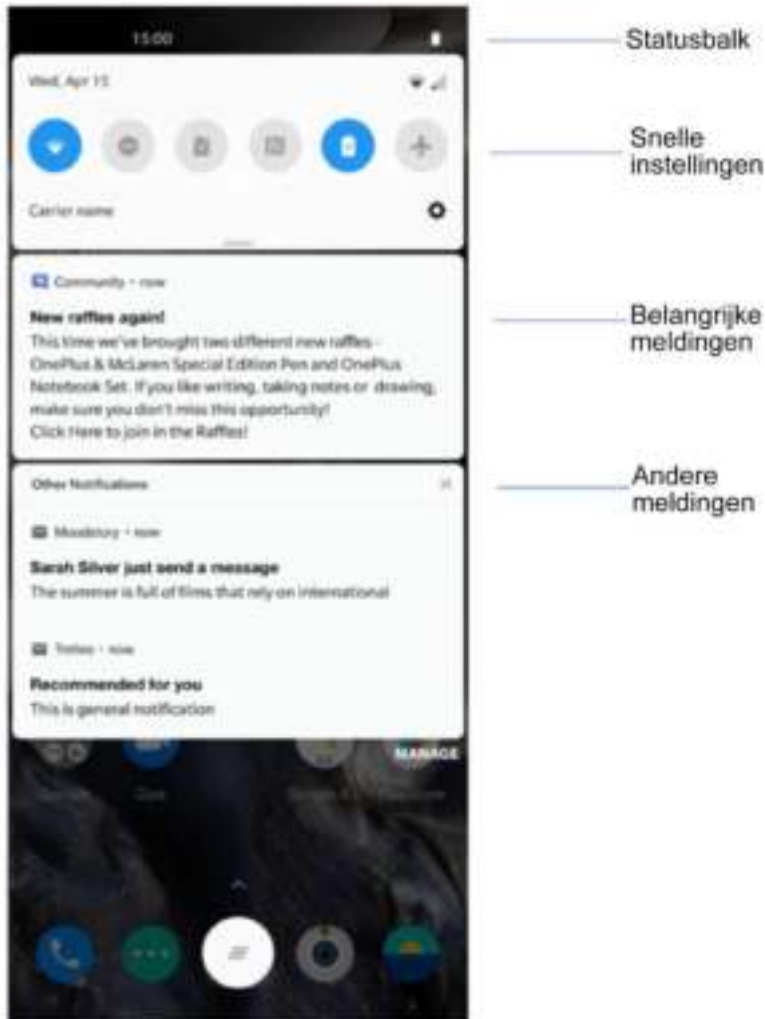 15:00
Statusbalk
Wed, Apr 15
Snelle
instellingen
Carrier name
Community • now
New raffles again!
This time we've brought two different new raffles -
OnePlus & McLaren Special Edition Pen and OnePlus
Notebook Set. If you like writing, taking notes or drawing,
make sure you don't miss this opportunity!
Click Here to join in the Raffles!
Belangrijke
meldingen
Other Notifications
Andere
meldingen
• now
Sarah Silver just send a message
The summer is full of films that rely on international
• now
Recommended for you
This is general notification
MANAGE